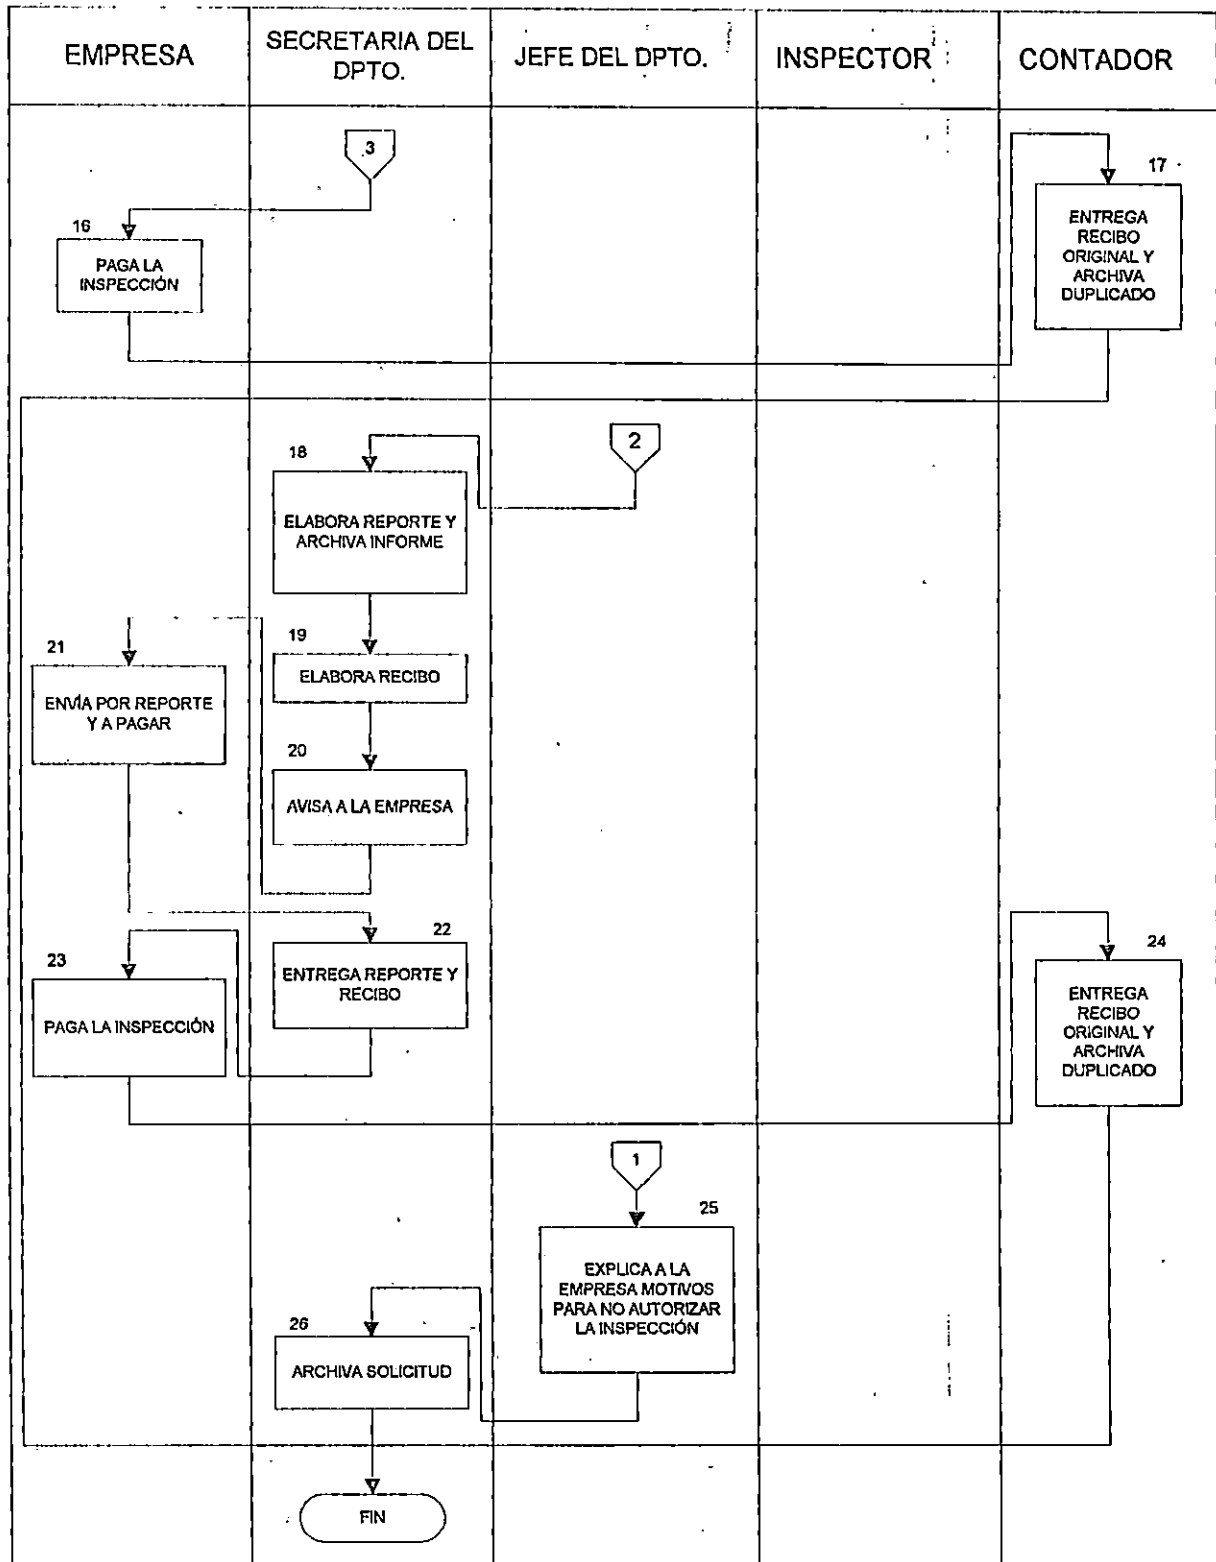 EMPRESA
SECRETARIA DEL
DPTO.
JEFE DEL DPTO.
INSPECTOR
CONTADOR
3
16
PAGA LA
INSPECCIÓN
17
ENTREGA
RECIBO
ORIGINAL Y
ARCHIVA
DUPLICADO
2
18
ELABORA REPORTE Y
ARCHIVA INFORME
19
ELABORA RECIBO
20
AVISA A LA EMPRESA
21
ENVÍA POR REPORTE
Y A PAGAR
22
ENTREGA REPORTE Y
RECIBO
23
PAGA LA INSPECCIÓN
24
ENTREGA
RECIBO
ORIGINAL Y
ARCHIVA
DUPLICADO
1
25
EXPLICA A LA
EMPRESA MOTIVOS
PARA NO AUTORIZAR
LA INSPECCIÓN
26
ARCHIVA SOLICITUD
FIN